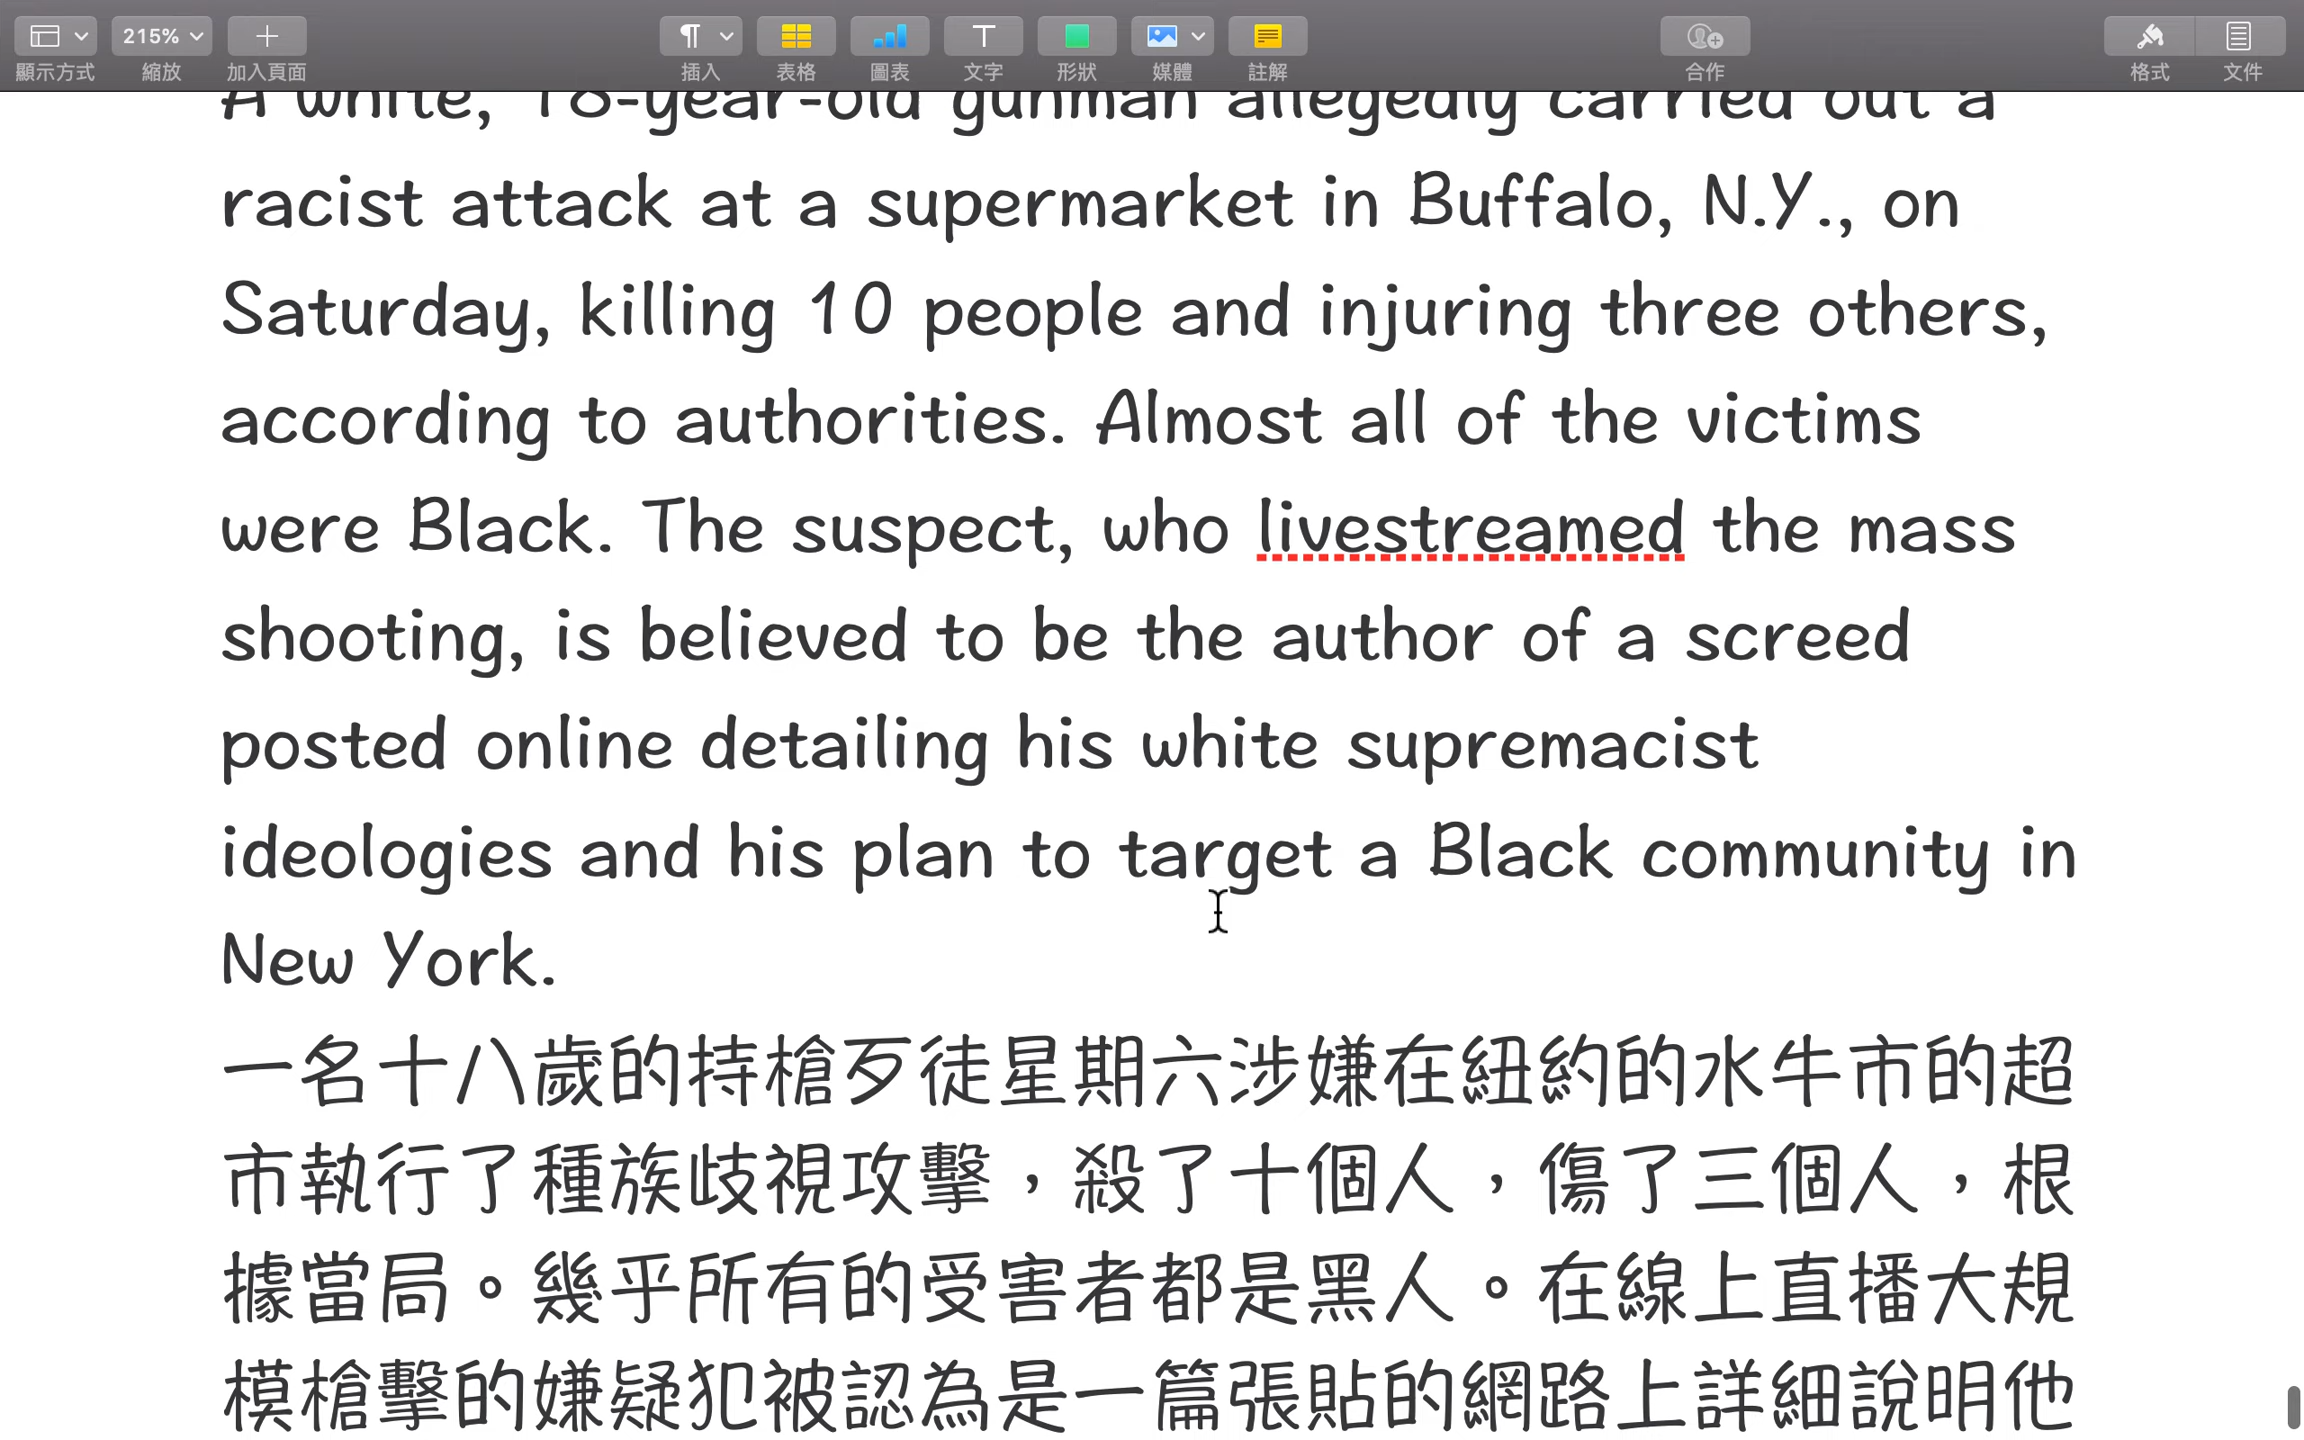 215%
顯示方式 縮放 加入頁面 插入 表格 圖表 文字 形狀 媒體 註解 合作 格式 文件
A white, 18-year-old gunman allegedly carried out a
racist attack at a supermarket in Buffalo, N.Y., on
Saturday, killing 10 people and injuring three others,
according to authorities. Almost all of the victims
were Black. The suspect, who livestreamed the mass
shooting, is believed to be the author of a screed
posted online detailing his white supremacist
ideologies and his plan to target a Black community in
New York.
一名十八歲的持槍歹徒星期六涉嫌在紐約的水牛市的超
市執行了種族歧視攻擊，殺了十個人，傷了三個人，根
據當局。幾乎所有的受害者都是黑人。在線上直播大規
模槍擊的嫌疑犯被認為是一篇張貼的網路上詳細說明他